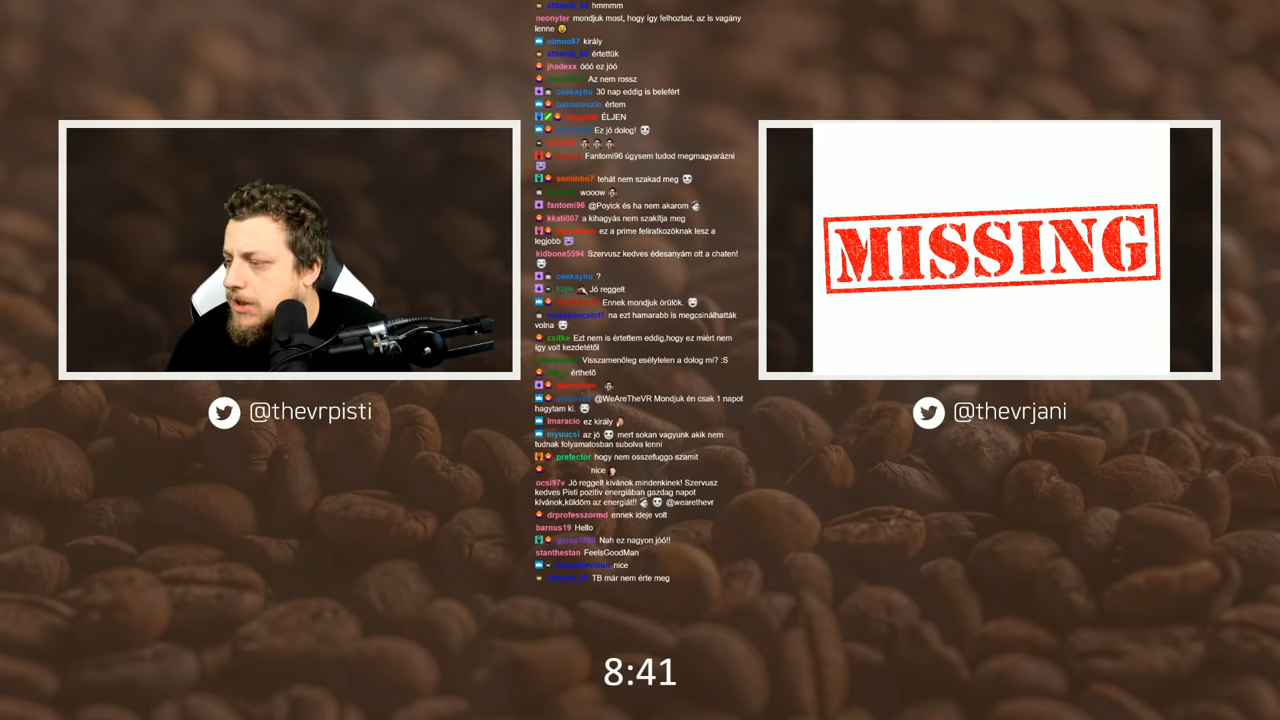 hmmmm
neonyter mondjuk most, hogy így felhoztad, az is vagány
lenne
nimoo87 király
értettük
jhadexx óóó ez jóó
Az nem rossz
ceekayhu 30 nap eddig is belefért
bakoslaszlo értem
ÉLJEN
Ez jó dolog!
Fantomi96 úgysem tudod megmagyarázni
sominho7 tehát nem szakad meg
wooow
fantomi96 @Poyick és ha nem akarom
kkati007 a kihagyás nem szakítja meg
ez a prime feliratkozóknak lesz a
legjobb
kidbone5594 Szervusz kedves édesanyám ott a chaten!
ceekayhu ?
Jó reggelt
Ennek mondjuk örülök.
na ezt hamarabb is megcsinálhatták
volna
csitke Ezt nem is értettem eddig,hogy ez miért nem
így volt kezdetétől
Visszamenőleg esélytelen a dolog mi? :S
érthető
@WeAreTheVR Mondjuk én csak 1 napot
hagytam ki.
imaracio ez király
myuucsi az jó mert sokan vagyunk akik nem
tudnak folyamatosban subolva lenni
prefector hogy nem osszefuggo szamit
nice
ocsi97v Jó reggelt kívánok mindenkinek! Szervusz
kedves Pisti pozitív energiában gazdag napot
kívánok,küldöm az energiát!! @wearethevr
drprofesszormd ennek ideje volt
barnus19 Hello
Nah ez nagyon jóó!!
stanthestan FeelsGoodMan
nice
TB már nem érte meg
MISSING
@thevrpisti
@thevrjani
8:41